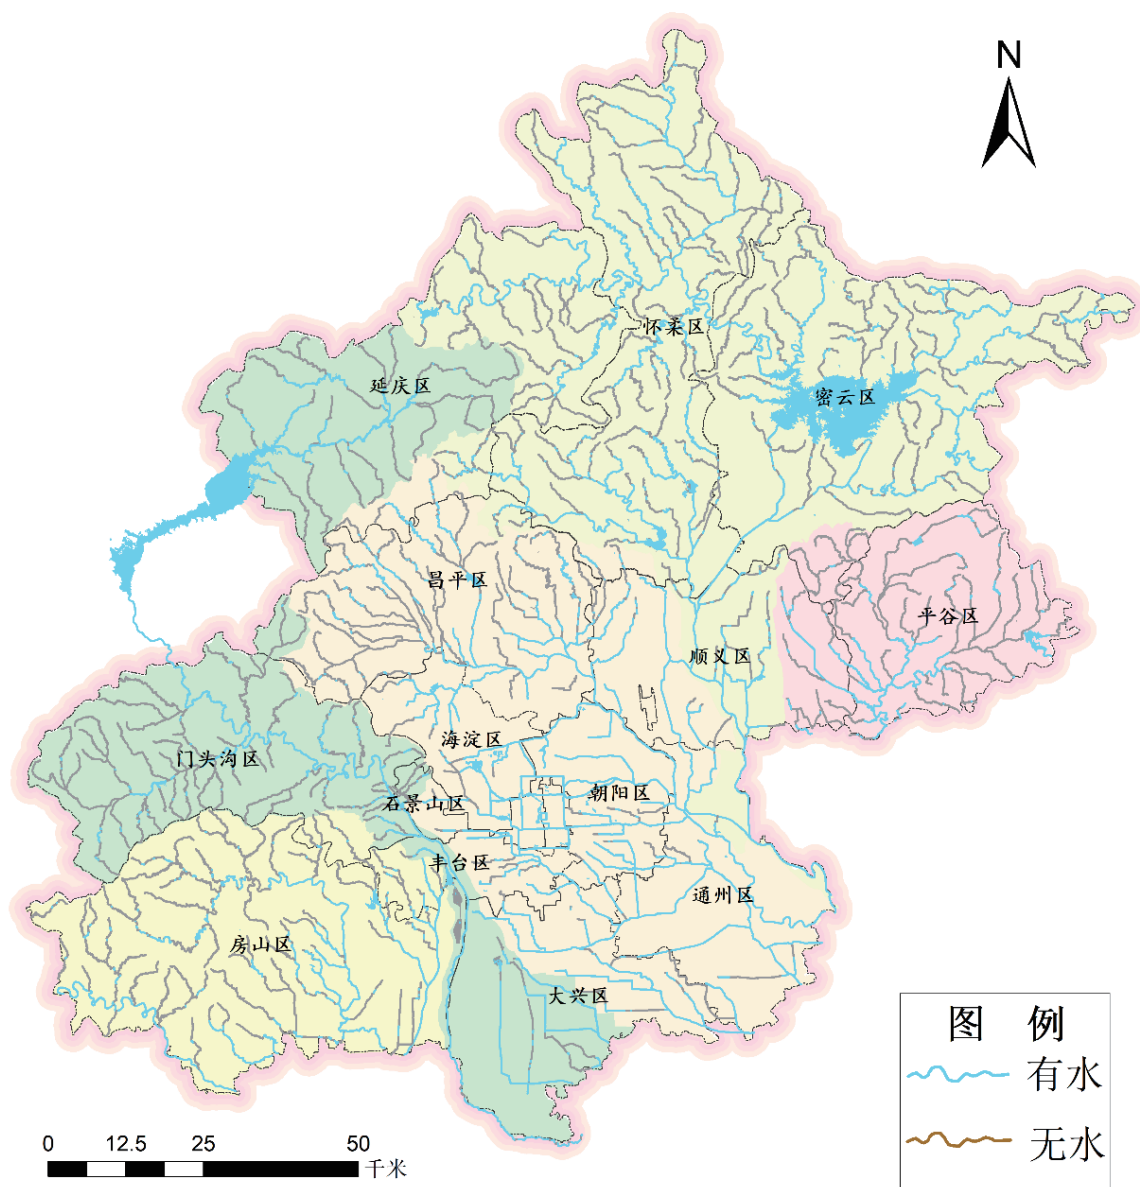 N
怀柔区
延庆区
密云区
昌平区
平谷区
顺义区
海淀区
门头沟区
石景山区
朝阳区
丰台区
通州区
房山区
大兴区
图 例
有水
无水
0 12.5 25 50
千米